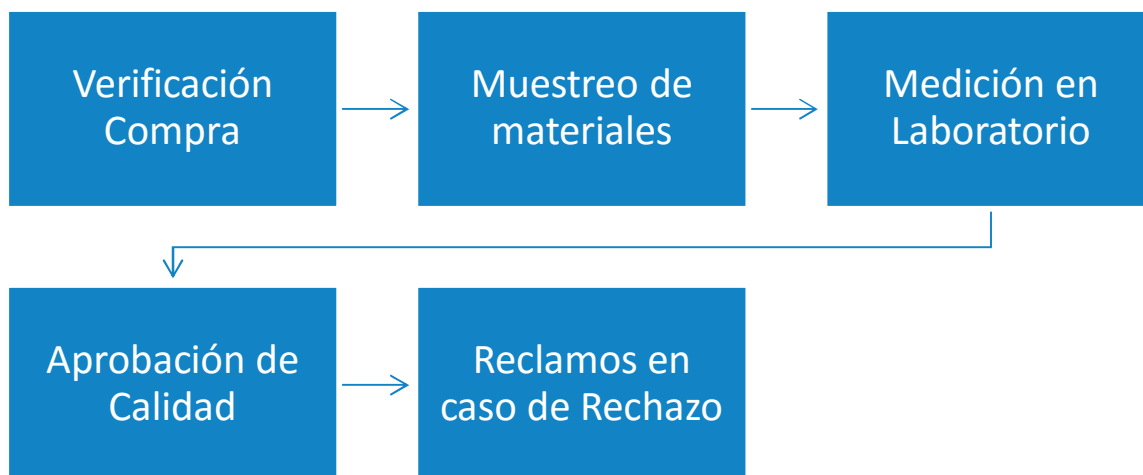 Verificación
Compra
Muestreo de
materiales
Medición en
Laboratorio
Aprobación de
Calidad
Reclamos en
caso de Rechazo